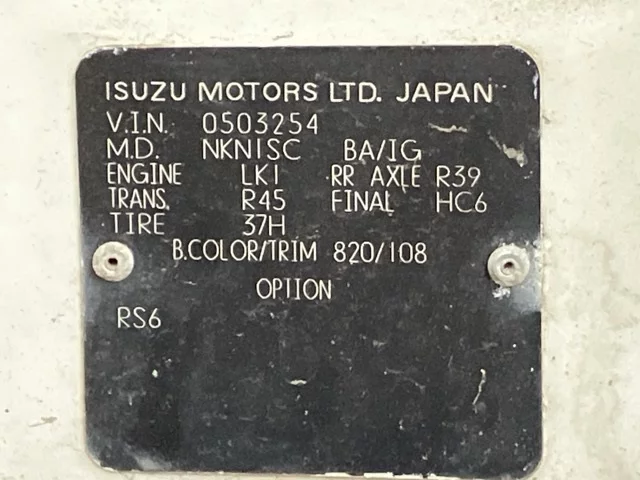 ISUZU MOTORS LTD. JAPAN
V.I.N. 0503254
M.D. NKN1SC BA/IG
ENGINE LK1 RR AXLE R39
TRANS. R45 FINAL HC6
TIRE 37H
B.COLOR/TRIM 820/108
OPTION
RS6